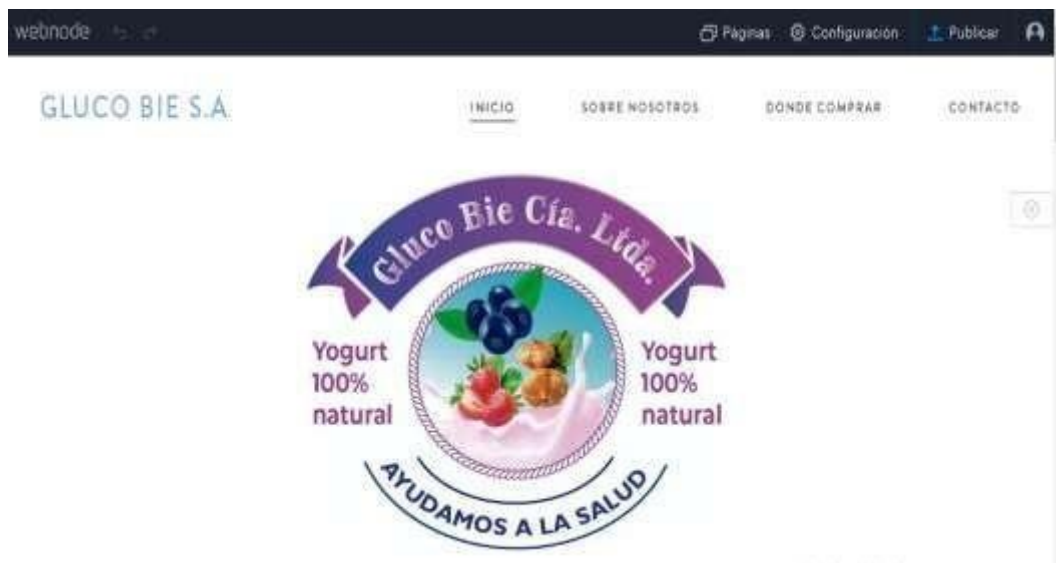 webnode
Páginas
Configuración
Publicar
GLUCO BIE S.A.
INICIO
SOBRE NOSOTROS
DONDE COMPRAR
CONTACTO
Gluco Bie Cía. Ltda.
Yogurt
100%
natural
Yogurt
100%
natural
AYUDAMOS A LA SALUD